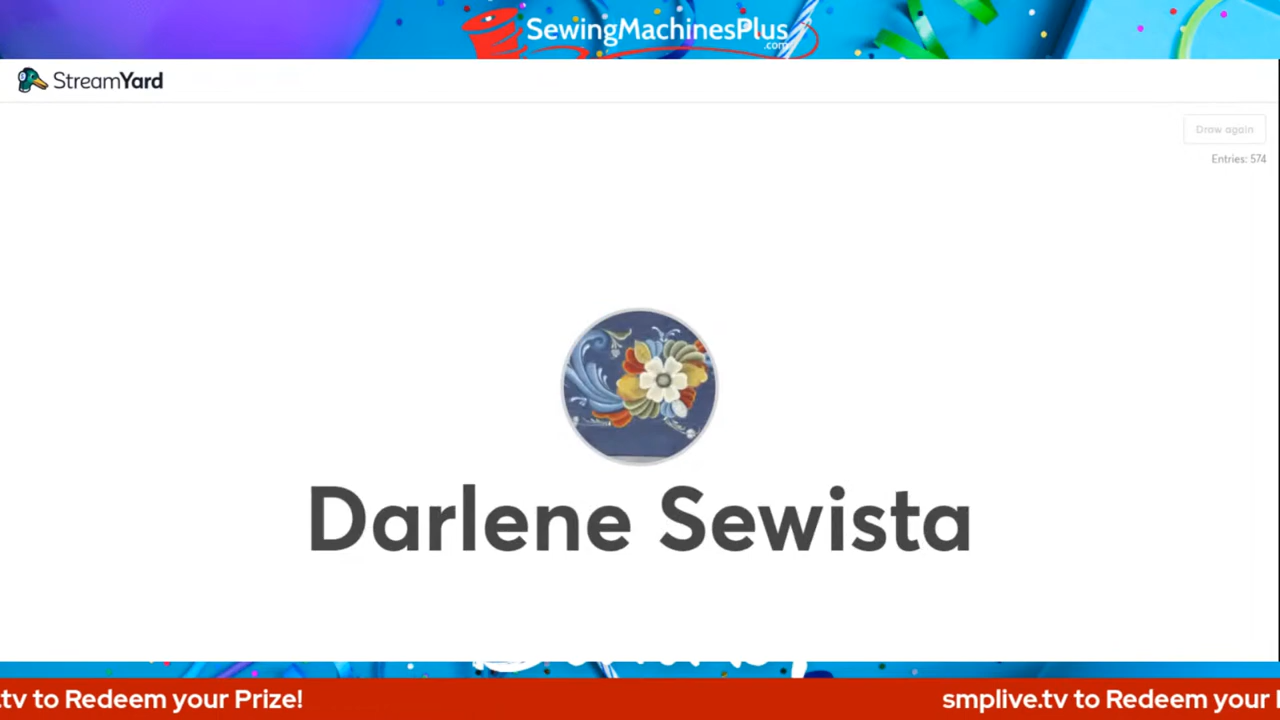 SewingMachinesPlus
.com
StreamYard
Draw again
Entries: 574
Darlene Sewista
.tv to Redeem your Prize!
smplive.tv to Redeem your